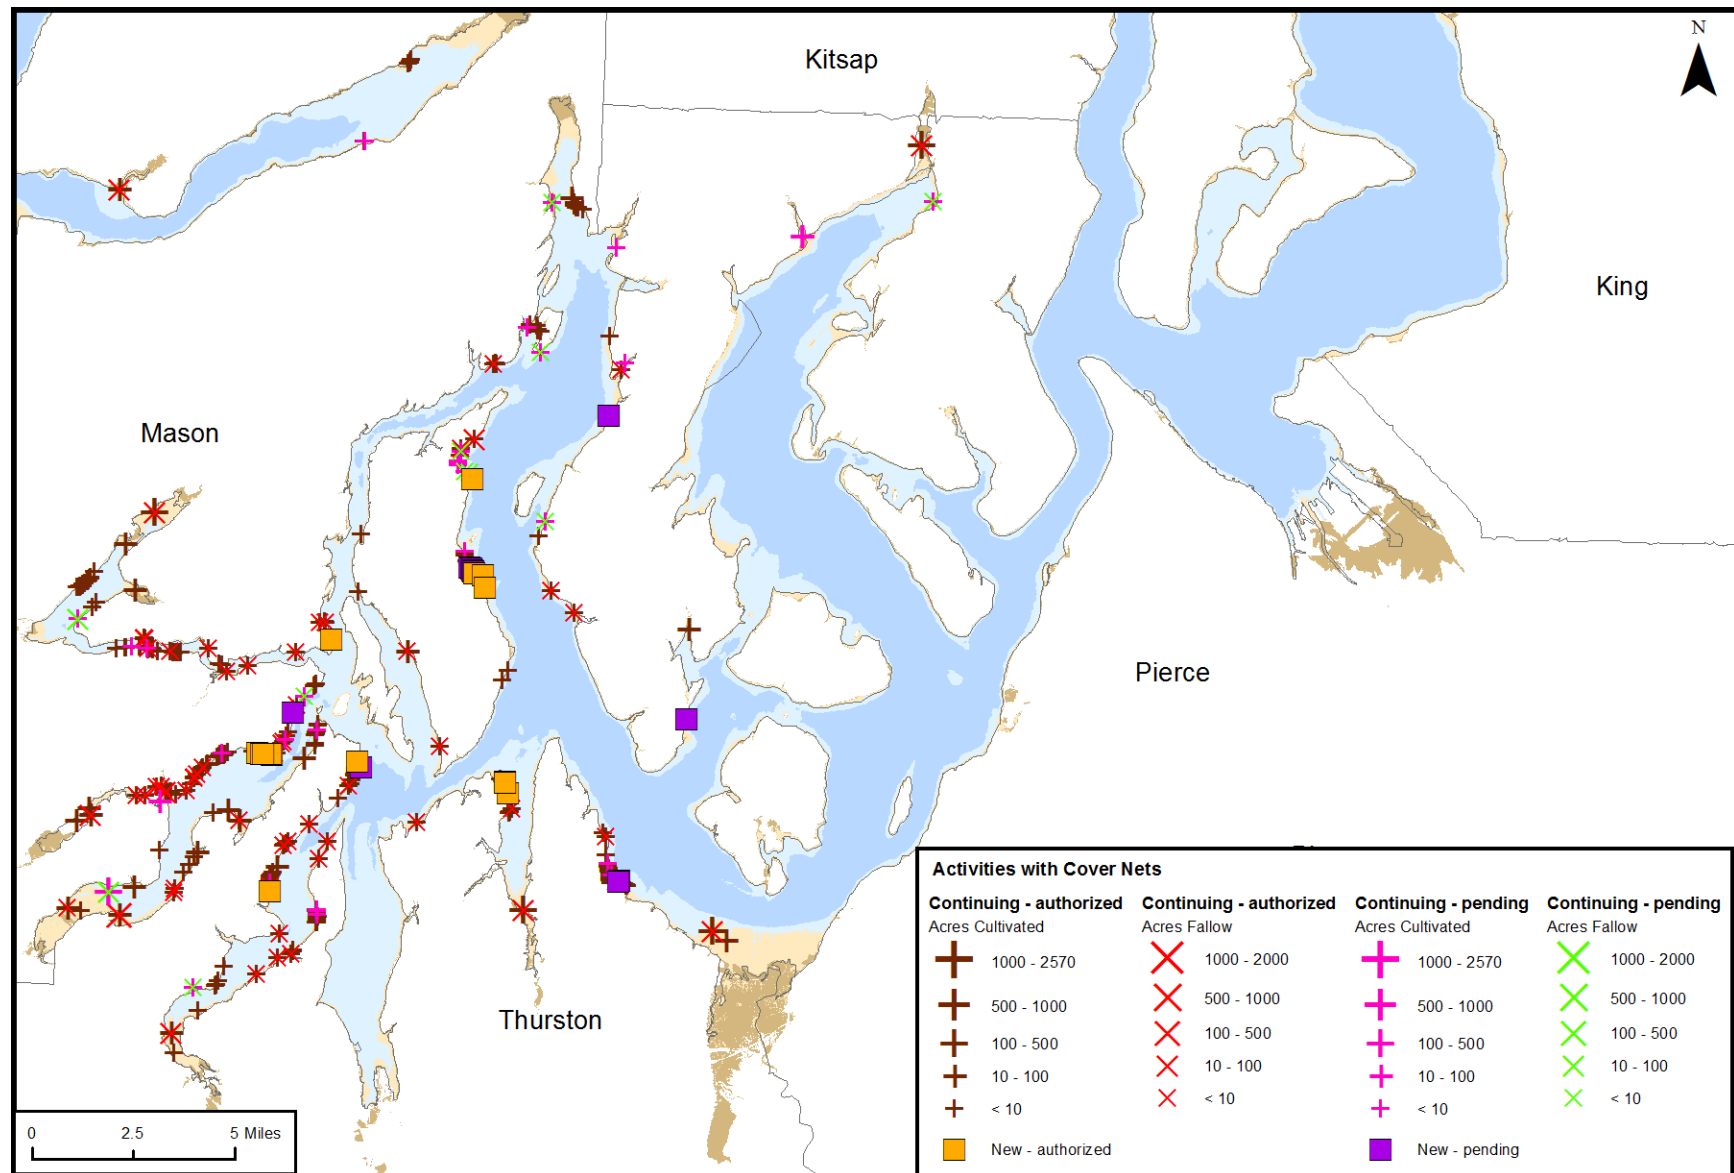 N
Kitsap
King
Mason
Pierce
Thurston
0 2.5 5 Miles
Activities with Cover Nets
Continuing - authorized Continuing - authorized Continuing - pending Continuing - pending
Acres Cultivated Acres Fallow Acres Cultivated Acres Fallow
1000 - 2570 1000 - 2000 1000 - 2570 1000 - 2000
500 - 1000 500 - 1000 500 - 1000 500 - 1000
100 - 500 100 - 500 100 - 500 100 - 500
10 - 100 10 - 100 10 - 100 10 - 100
< 10 < 10 < 10 < 10
New - authorized New - pending